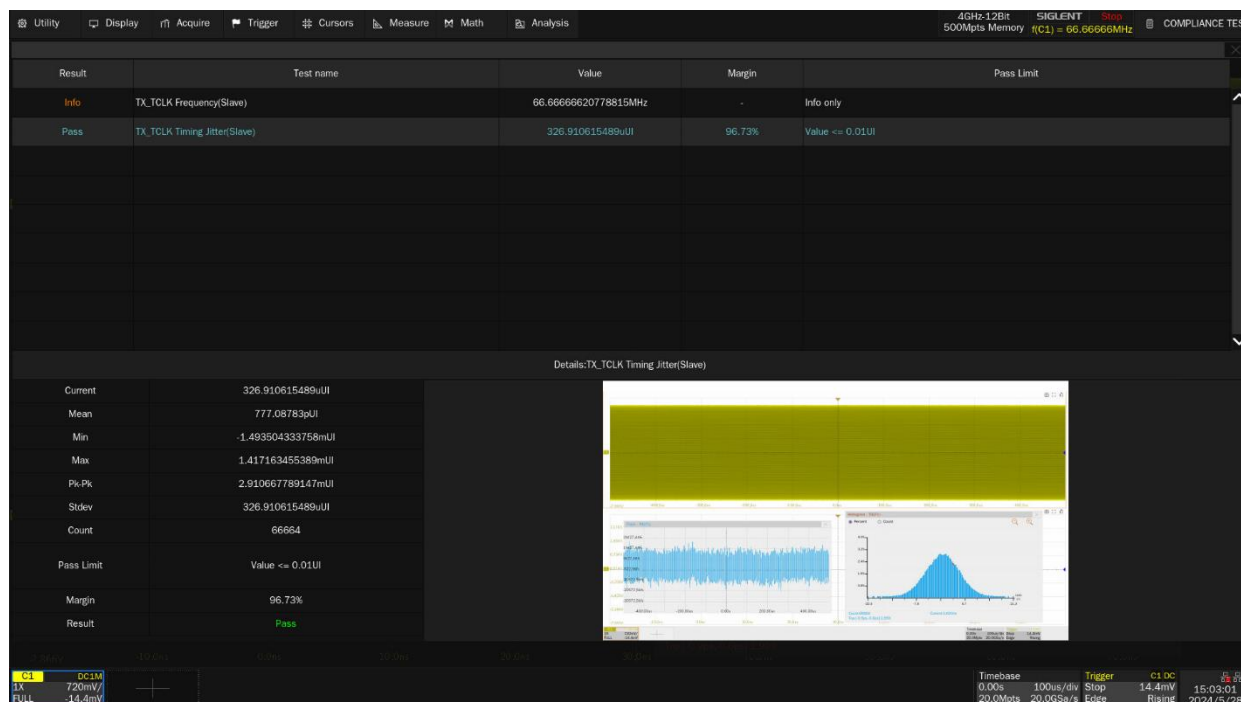 Utility Display Acquire Trigger Cursors Measure Math Analysis
4GHz-12Bit SIGLENT Stop
500Mpts Memory f(C1) = 66.66666MHz
COMPLIANCE TES
Result Test name Value Margin Pass Limit
Info TX_TCLK Frequency(Slave) 66.66666620778815MHz - Info only
Pass TX_TCLK Timing Jitter(Slave) 326.910615489uUI 96.73% Value <= 0.01UI
Details:TX_TCLK Timing Jitter(Slave)
Current 326.910615489uUI
Mean 777.08783pUI
Min -1.493504333758mUI
Max 1.417163455389mUI
Pk-Pk 2.910667789147mUI
Stdev 326.910615489uUI
Count 66664
Pass Limit Value <= 0.01UI
Margin 96.73%
Result Pass
C1 DC1M
1X 720mV/
FULL -14.4mV
Timebase
0.00s 100us/div
20.0Mpts 20.0GSa/s
Trigger C1 DC
Stop 14.4mV
Edge Rising
15:03:01
2024/5/28